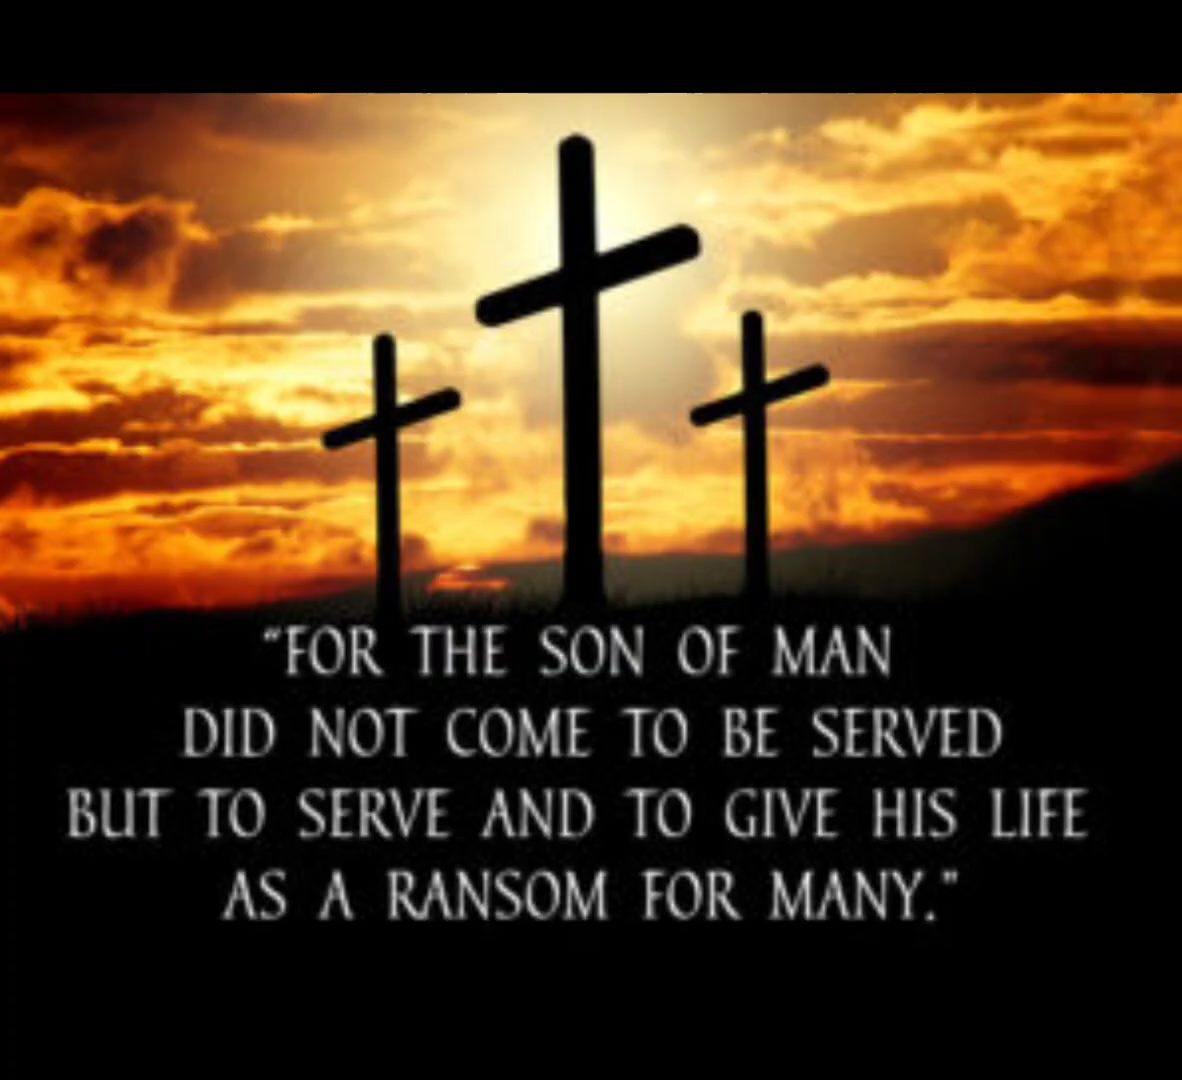 “FOR THE SON OF MAN
DID NOT COME TO BE SERVED
BUT TO SERVE AND TO GIVE HIS LIFE
AS A RANSOM FOR MANY.”